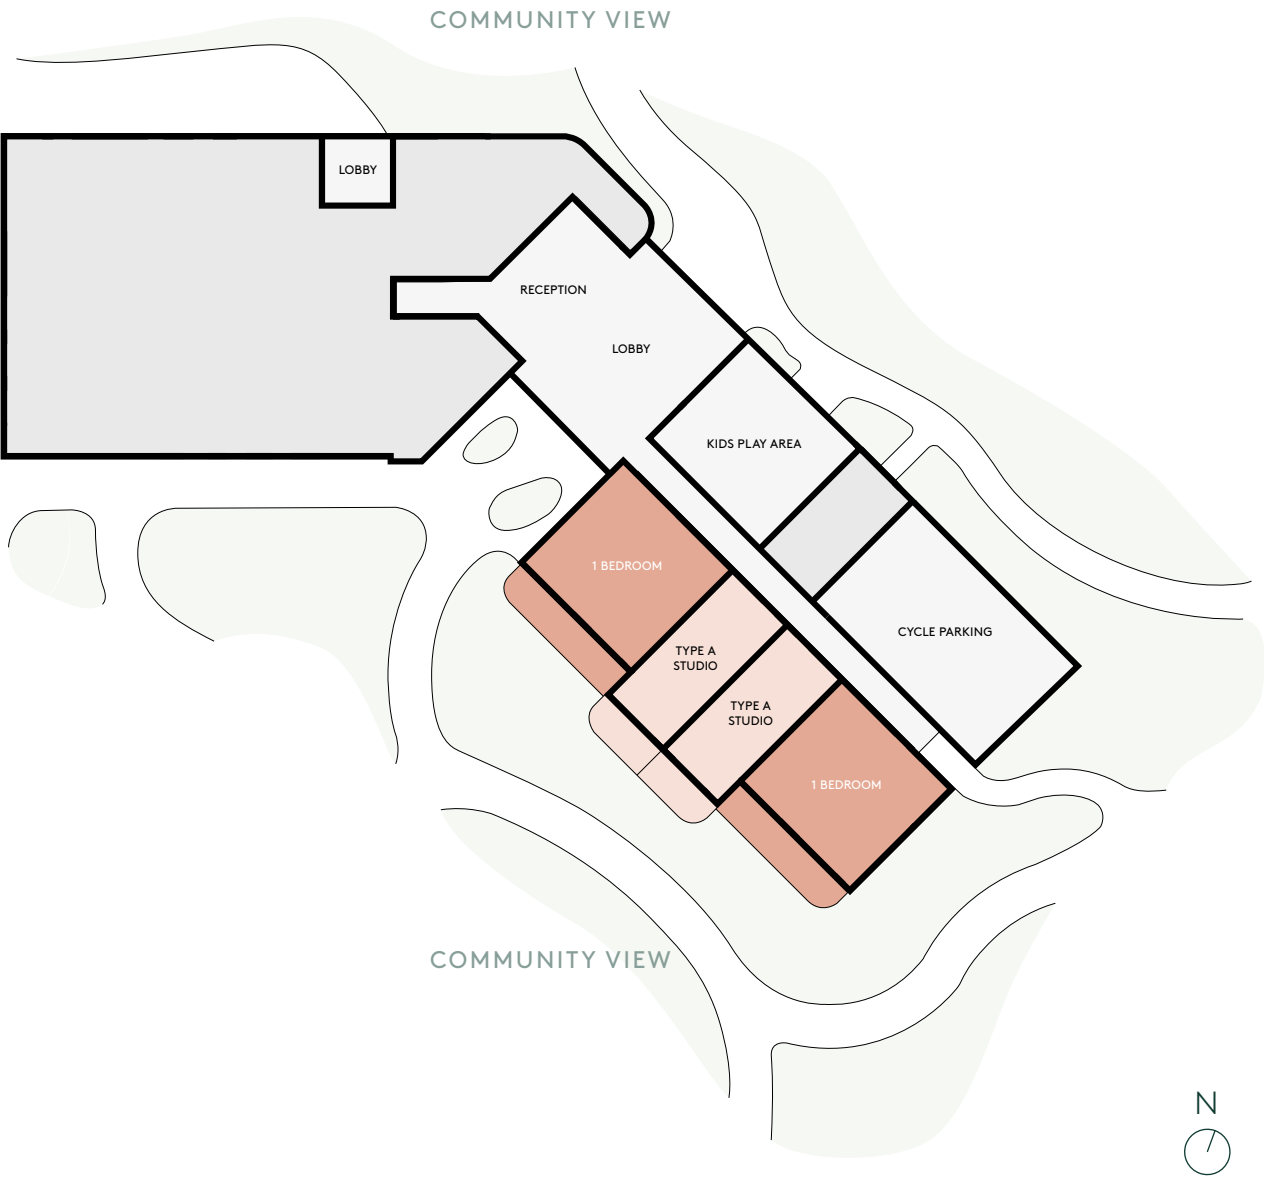 COMMUNITY VIEW
LOBBY
RECEPTION
LOBBY
KIDS PLAY AREA
1 BEDROOM
CYCLE PARKING
TYPE A
STUDIO
TYPE A
STUDIO
1 BEDROOM
COMMUNITY VIEW
N